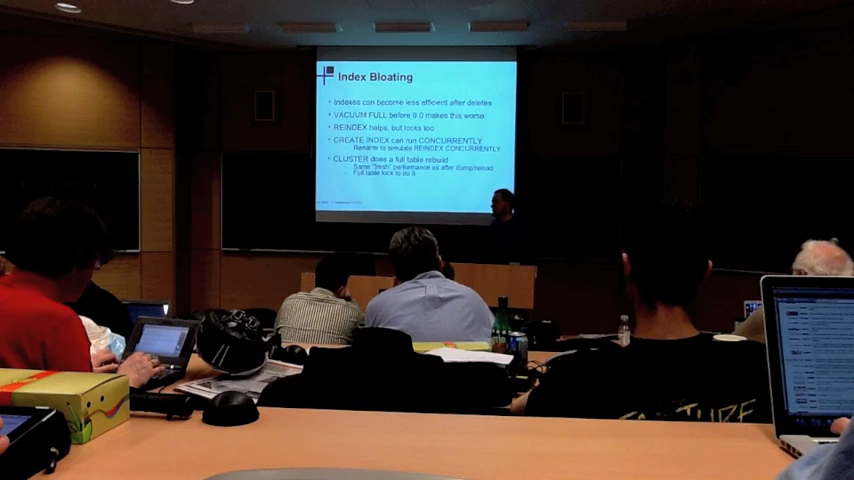 Index Bloating
• Indexes can become less efficient after deletes
• VACUUM FULL before 9.0 makes this worse
• REINDEX helps, but locks too
• CREATE INDEX can run CONCURRENTLY
– Rename to simulate REINDEX CONCURRENTLY
• CLUSTER does a full table rebuild
– Same "fresh" performance as after dump/reload
– Full table lock to do it